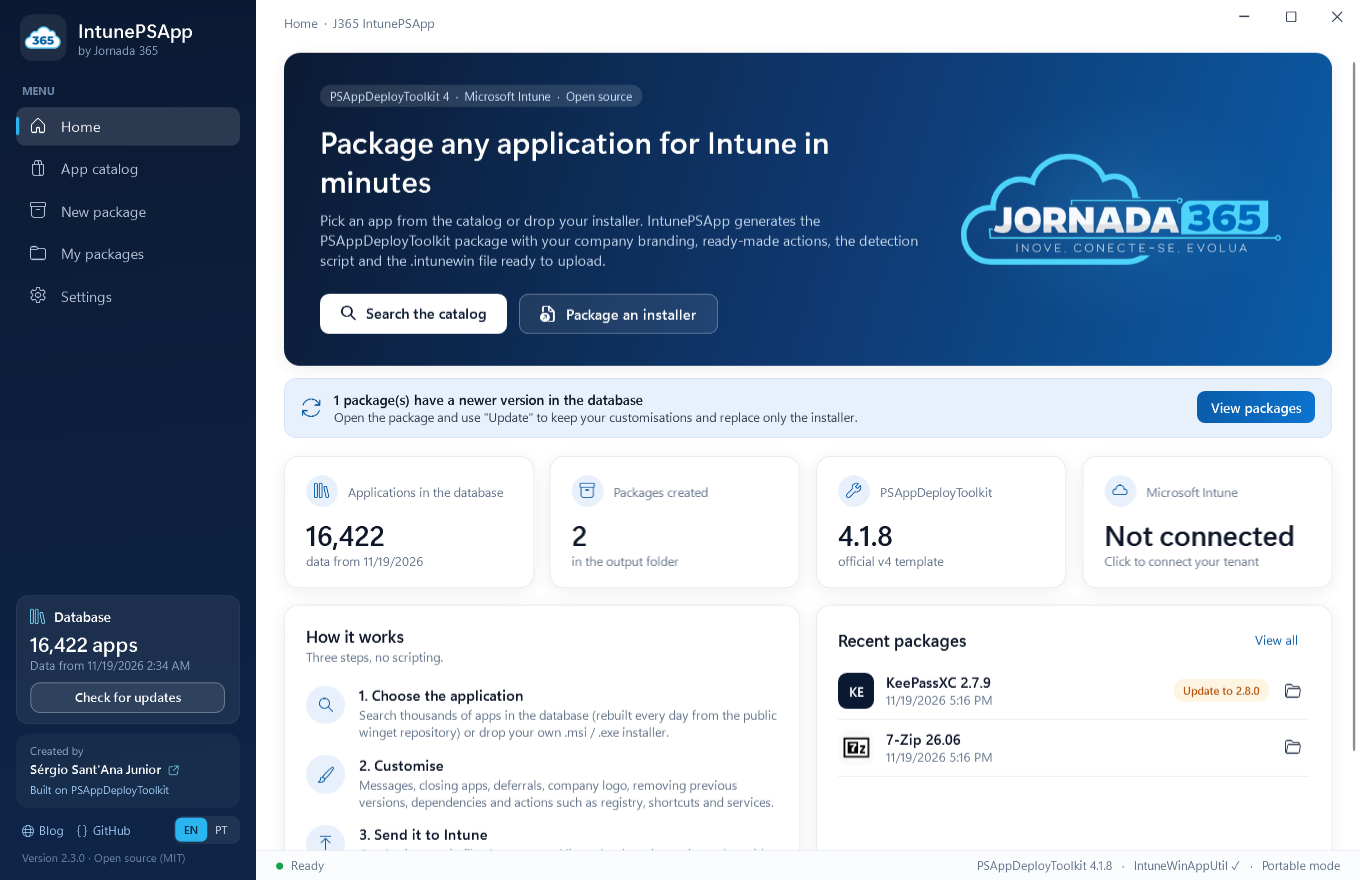 365
IntunePSApp
by Jornada 365
MENU
Home
App catalog
New package
My packages
Settings
Database
16,422 apps
Data from 11/19/2026 2:34 AM
Check for updates
Created by
Sérgio Sant'Ana Junior
Built on PSAppDeployToolkit
Blog
{ } GitHub
EN
PT
Version 2.3.0 · Open source (MIT)
Home · J365 IntunePSApp
PSAppDeployToolkit 4 · Microsoft Intune · Open source
Package any application for Intune in
minutes
Pick an app from the catalog or drop your installer. IntunePSApp generates the
PSAppDeployToolkit package with your company branding, ready-made actions, the detection
script and the .intunewin file ready to upload.
Search the catalog
Package an installer
JORNADA 365
INOVE. CONECTE-SE. EVOLUA
1 package(s) have a newer version in the database
Open the package and use "Update" to keep your customisations and replace only the installer.
View packages
Applications in the database
16,422
data from 11/19/2026
Packages created
2
in the output folder
PSAppDeployToolkit
4.1.8
official v4 template
Microsoft Intune
Not connected
Click to connect your tenant
How it works
Three steps, no scripting.
1. Choose the application
Search thousands of apps in the database (rebuilt every day from the public
winget repository) or drop your own .msi / .exe installer.
2. Customise
Messages, closing apps, deferrals, company logo, removing previous
versions, dependencies and actions such as registry, shortcuts and services.
3. Send it to Intune
Recent packages
View all
KE
KeePassXC 2.7.9
11/19/2026 5:16 PM
Update to 2.8.0
7z
7-Zip 26.06
11/19/2026 5:16 PM
Ready
PSAppDeployToolkit 4.1.8 · IntuneWinAppUtil ✓ · Portable mode